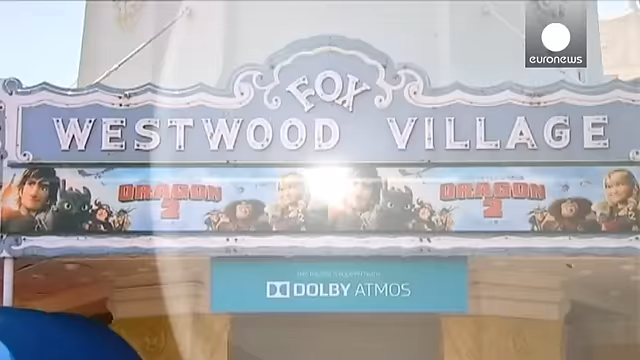 euronews
FOX
WESTWOOD VILLAGE
DRAGON 2
DRAGON 2
DOLBY ATMOS